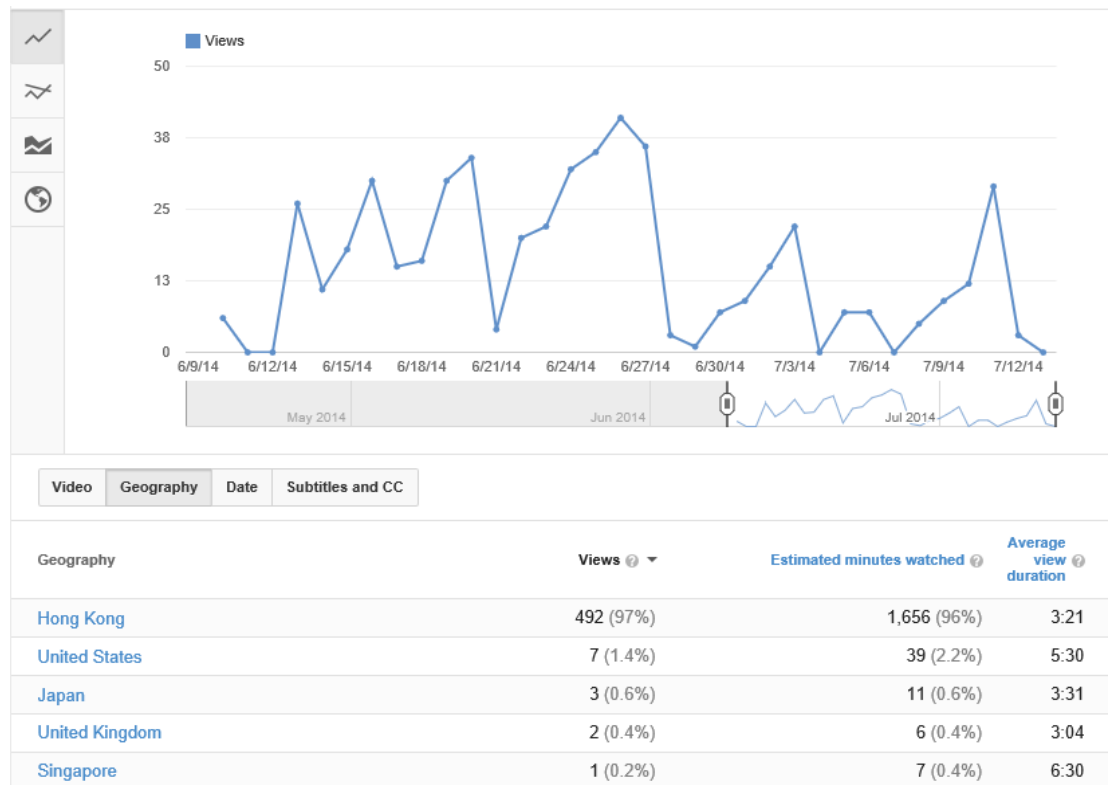 Views
50
38
25
13
0
6/9/14 6/12/14 6/15/14 6/18/14 6/21/14 6/24/14 6/27/14 6/30/14 7/3/14 7/6/14 7/9/14 7/12/14
May 2014 Jun 2014 Jul 2014
Video Geography Date Subtitles and CC
Geography Views ? Estimated minutes watched ? Average view duration ?
Hong Kong 492 (97%) 1,656 (96%) 3:21
United States 7 (1.4%) 39 (2.2%) 5:30
Japan 3 (0.6%) 11 (0.6%) 3:31
United Kingdom 2 (0.4%) 6 (0.4%) 3:04
Singapore 1 (0.2%) 7 (0.4%) 6:30